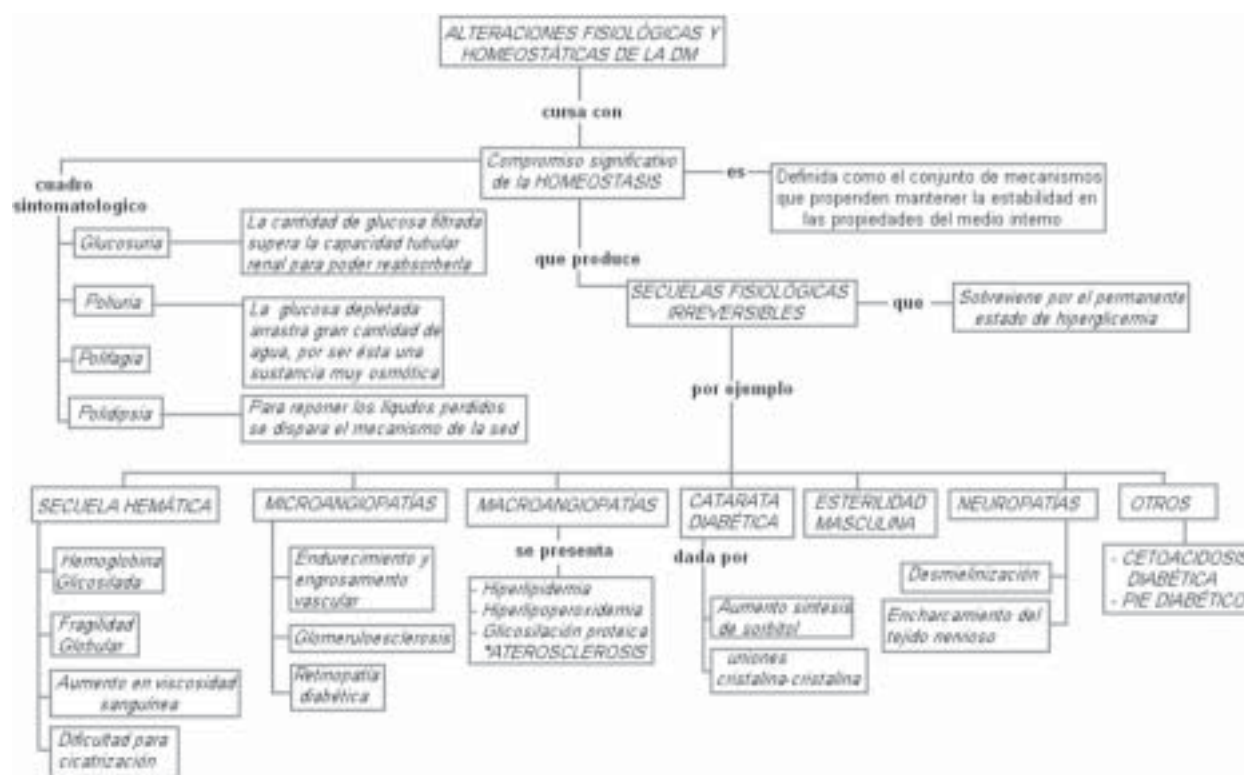 ALTERACIONES FISIOLÓGICAS Y
HOMEOSTÁTICAS DE LA DM
cursa con
Compromiso significativo
de la HOMEOSTASIS
es
Definida como el conjunto de mecanismos
que propenden mantener la estabilidad en
las propiedades del medio interno
cuadro
sintomatologico
Glucosuria
La cantidad de glucosa filtrada
supera la capacidad tubular
renal para poder reabsorberla
Poliuria
La glucosa depletada
arrastra gran cantidad de
agua, por ser ésta una
sustancia muy osmótica
Polifagia
Polidipsia
Para reponer los líqudos perdidos
se dispara el mecanismo de la sed
que produce
SECUELAS FISIOLÓGICAS
IRREVERSIBLES
que
Sobreviene por el permanente
estado de hiperglicemia
por ejemplo
SECUELA HEMÁTICA
Hemoglobina
Glicosilada
Fragilidad
Globular
Aumento en viscosidad
sanguínea
Dificultad para
cicatrización
MICROANGIOPATÍAS
Endurecimiento y
engrosamiento
vascular
Glomeruloesclerosis
Retinopatía
diabética
MACROANGIOPATÍAS
se presenta
- Hiperlipidemia
- Hiperlipoperoxidemia
- Glicosilación proteica
*ATEROSCLEROSIS
CATARATA
DIABÉTICA
dada por
Aumento síntesis
de sorbitol
uniones
cristalina-cristalina
ESTERILIDAD
MASCULINA
NEUROPATÍAS
Desmielinización
Encharcamiento del
tejido nervioso
OTROS
- CETOACIDOSIS
DIABÉTICA
- PIE DIABÉTICO